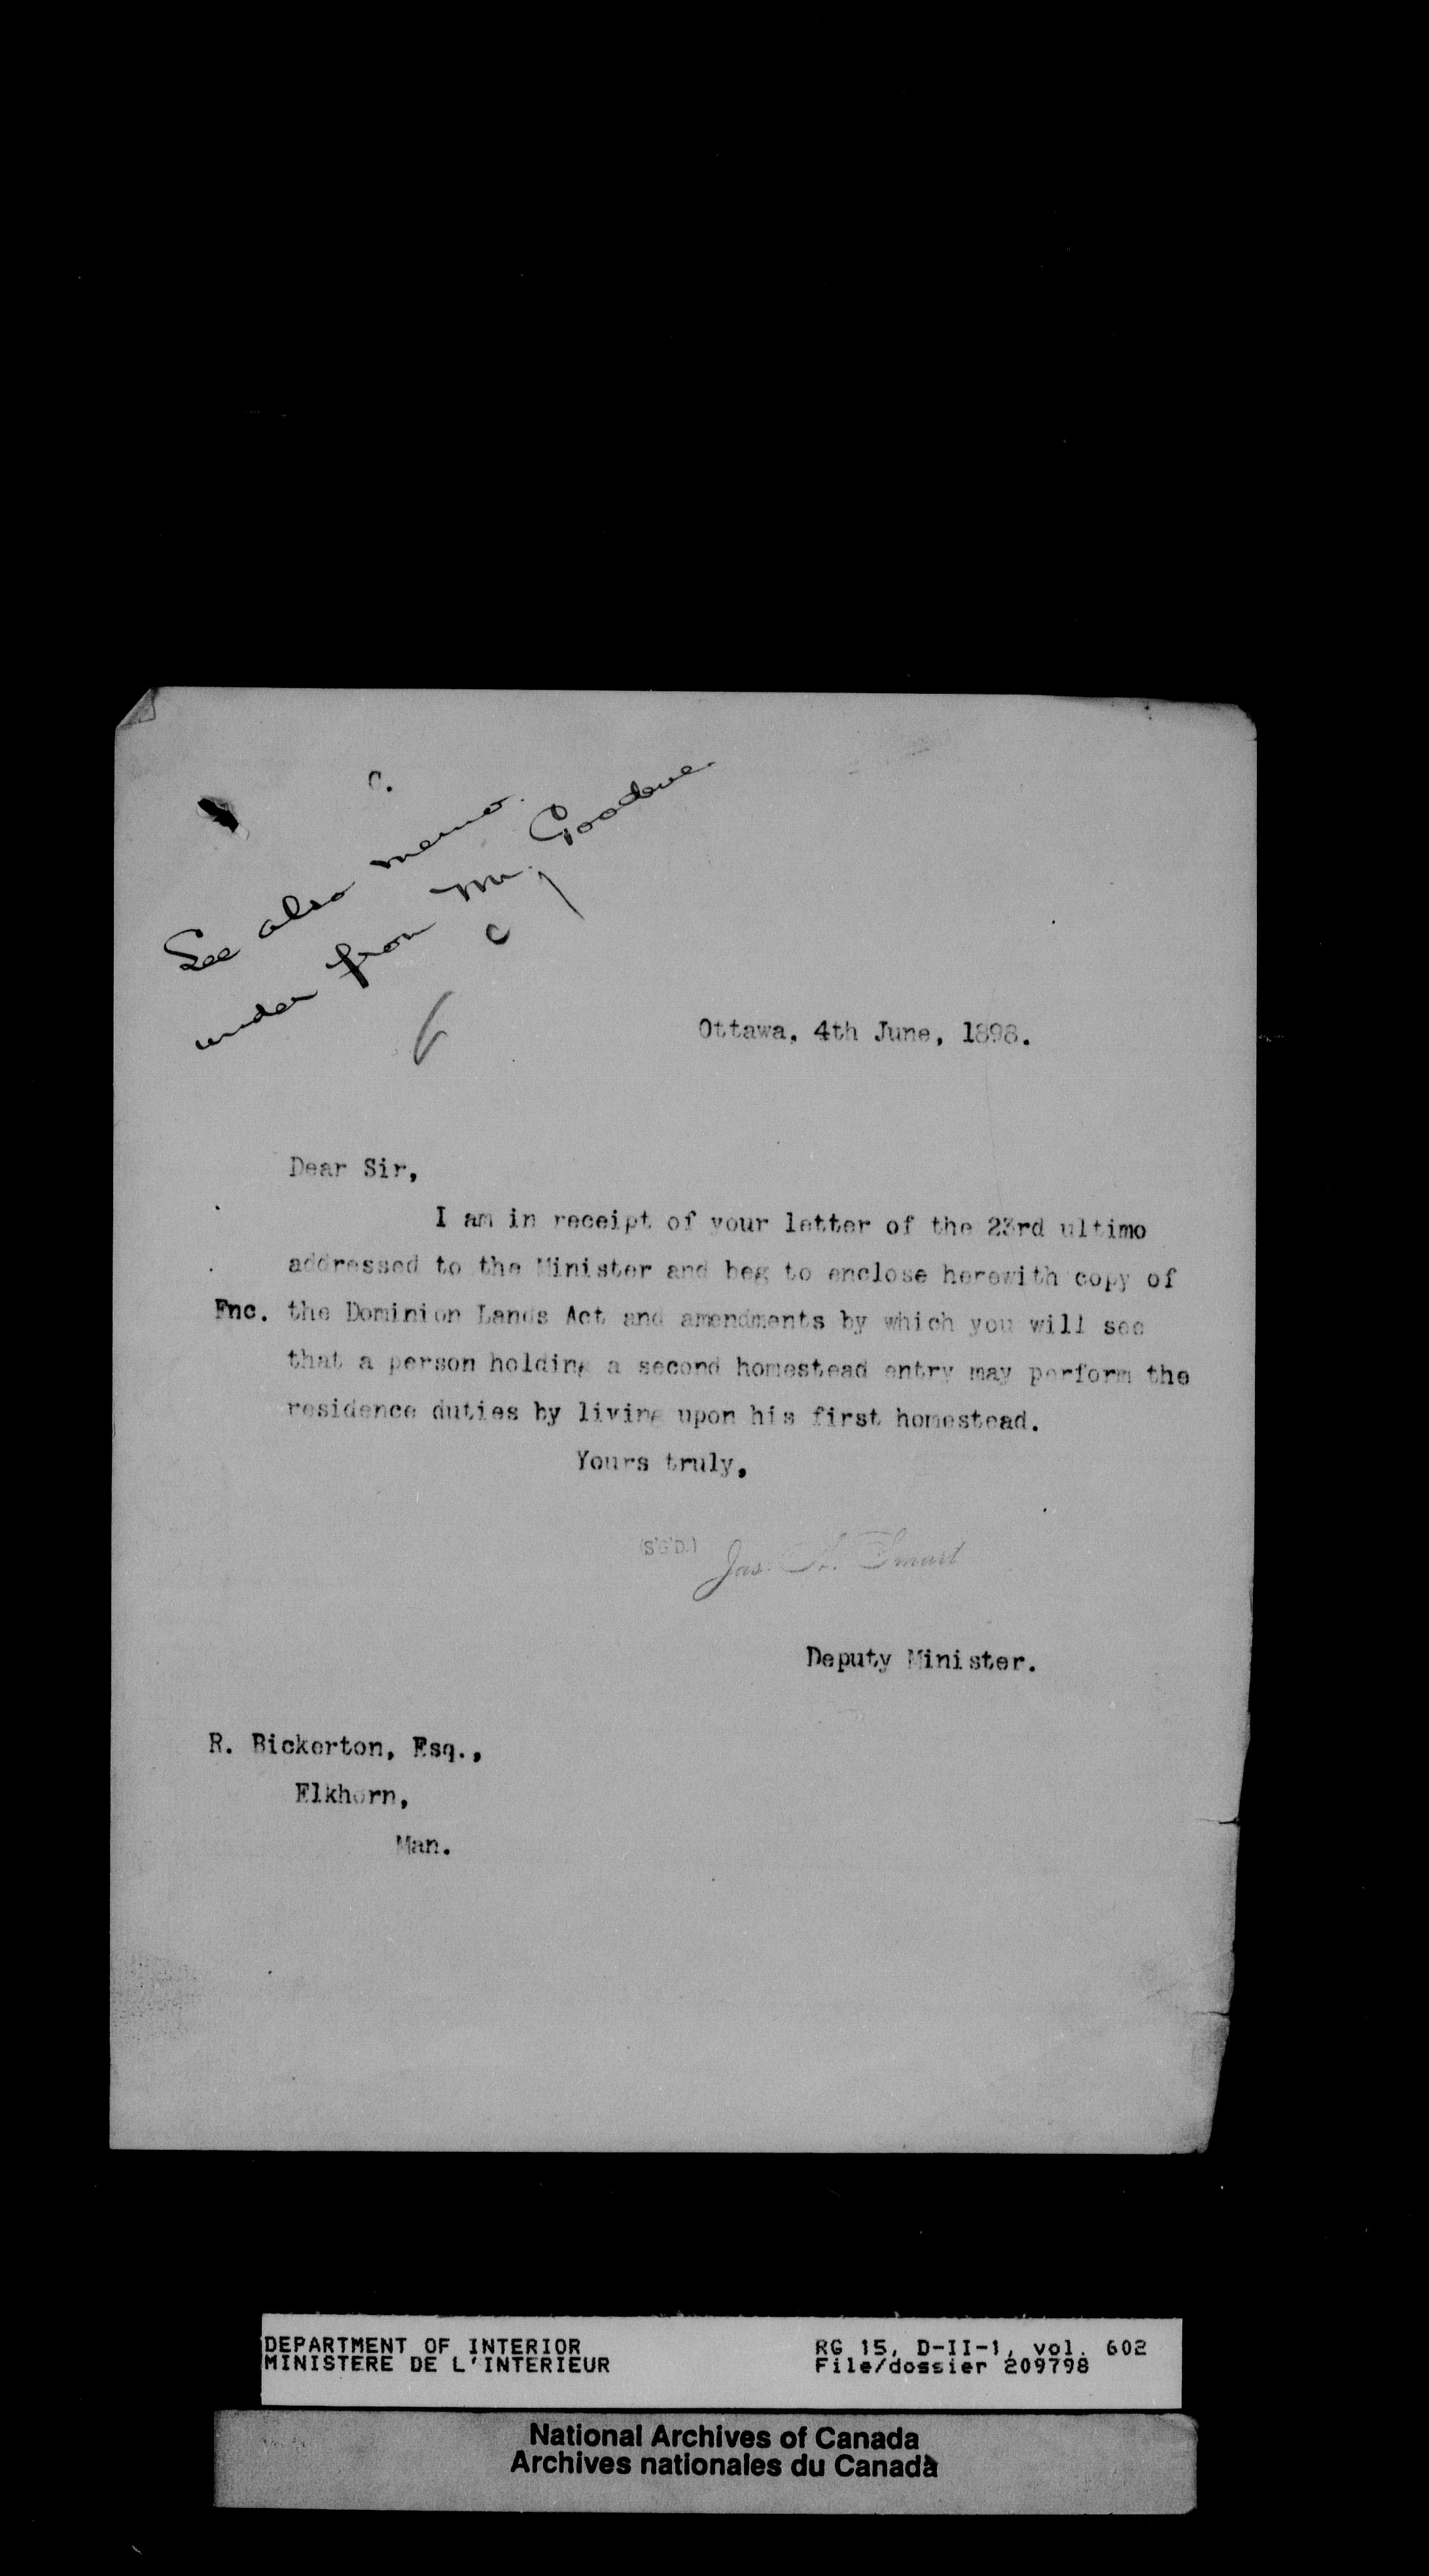 C.
See also memo.
under from Mr. Goodeve.
C
Ottawa, 4th June, 1898.
Dear Sir,
I am in receipt of your letter of the 23rd ultimo
addressed to the Minister and beg to enclose herewith copy of
Enc. the Dominion Lands Act and amendments by which you will see
that a person holding a second homestead entry may perform the
residence duties by living upon his first homestead.
Yours truly,
(S'G'D.) Jas. A. Smart
Deputy Minister.
R. Bickerton, Esq.,
Elkhorn,
Man.
DEPARTMENT OF INTERIOR RG 15, D-II-1, vol. 602
MINISTERE DE L'INTERIEUR File/dossier 209798
National Archives of Canada
Archives nationales du Canada